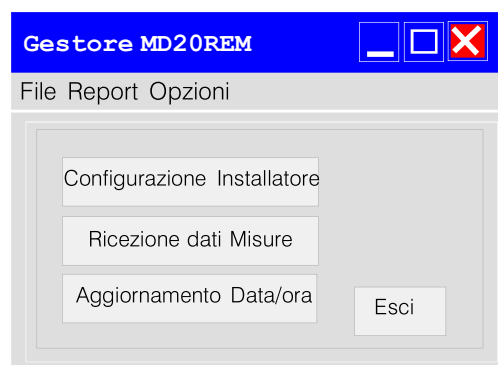 Gestore MD20REM
File Report Opzioni
Configurazione Installatore
Ricezione dati Misure
Aggiornamento Data/ora
Esci